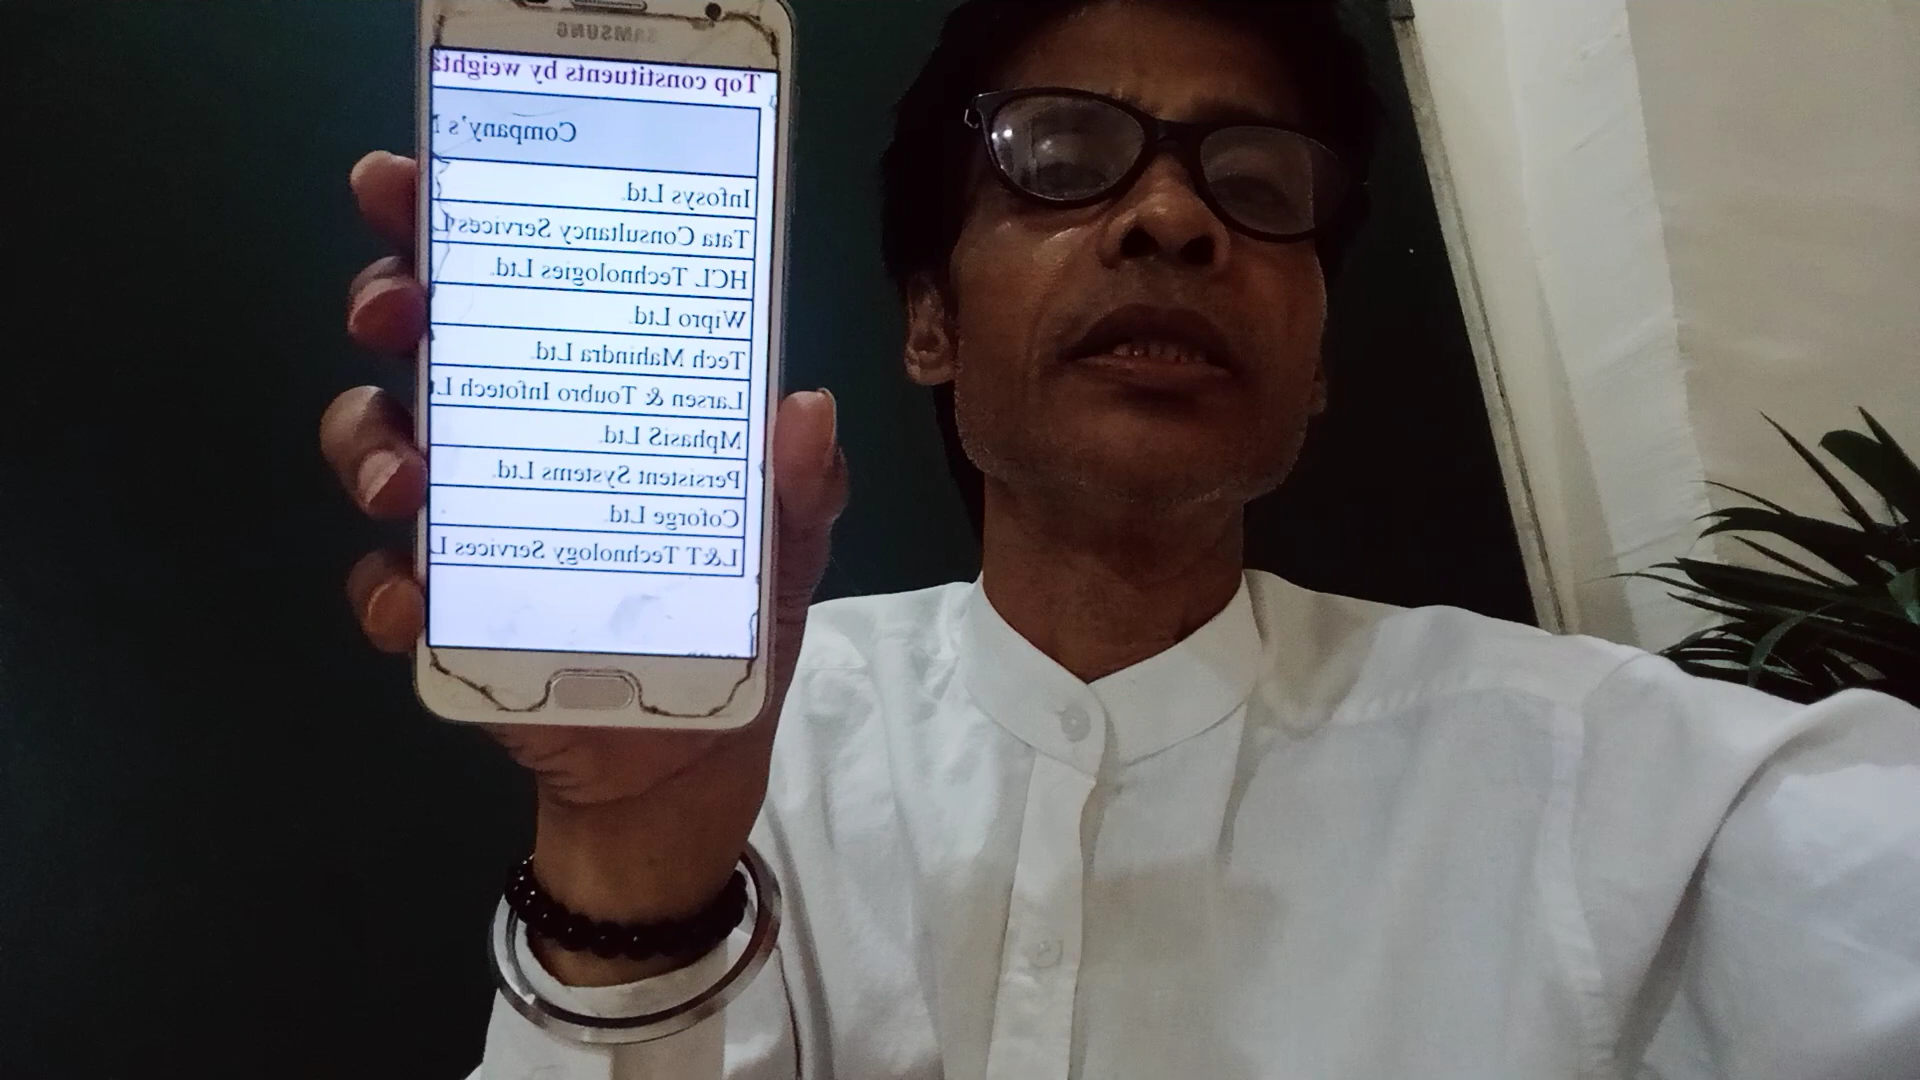 SAMSUNG
Top constituents by
Company's
Infosys Ltd.
Tata Consultancy Services
HCL Technologies Ltd.
Wipro Ltd.
Tech Mahindra Ltd.
Larsen & Toubro Infotech
MphasiS Ltd.
Persistent Systems Ltd.
Coforge Ltd.
L&T Technology Services